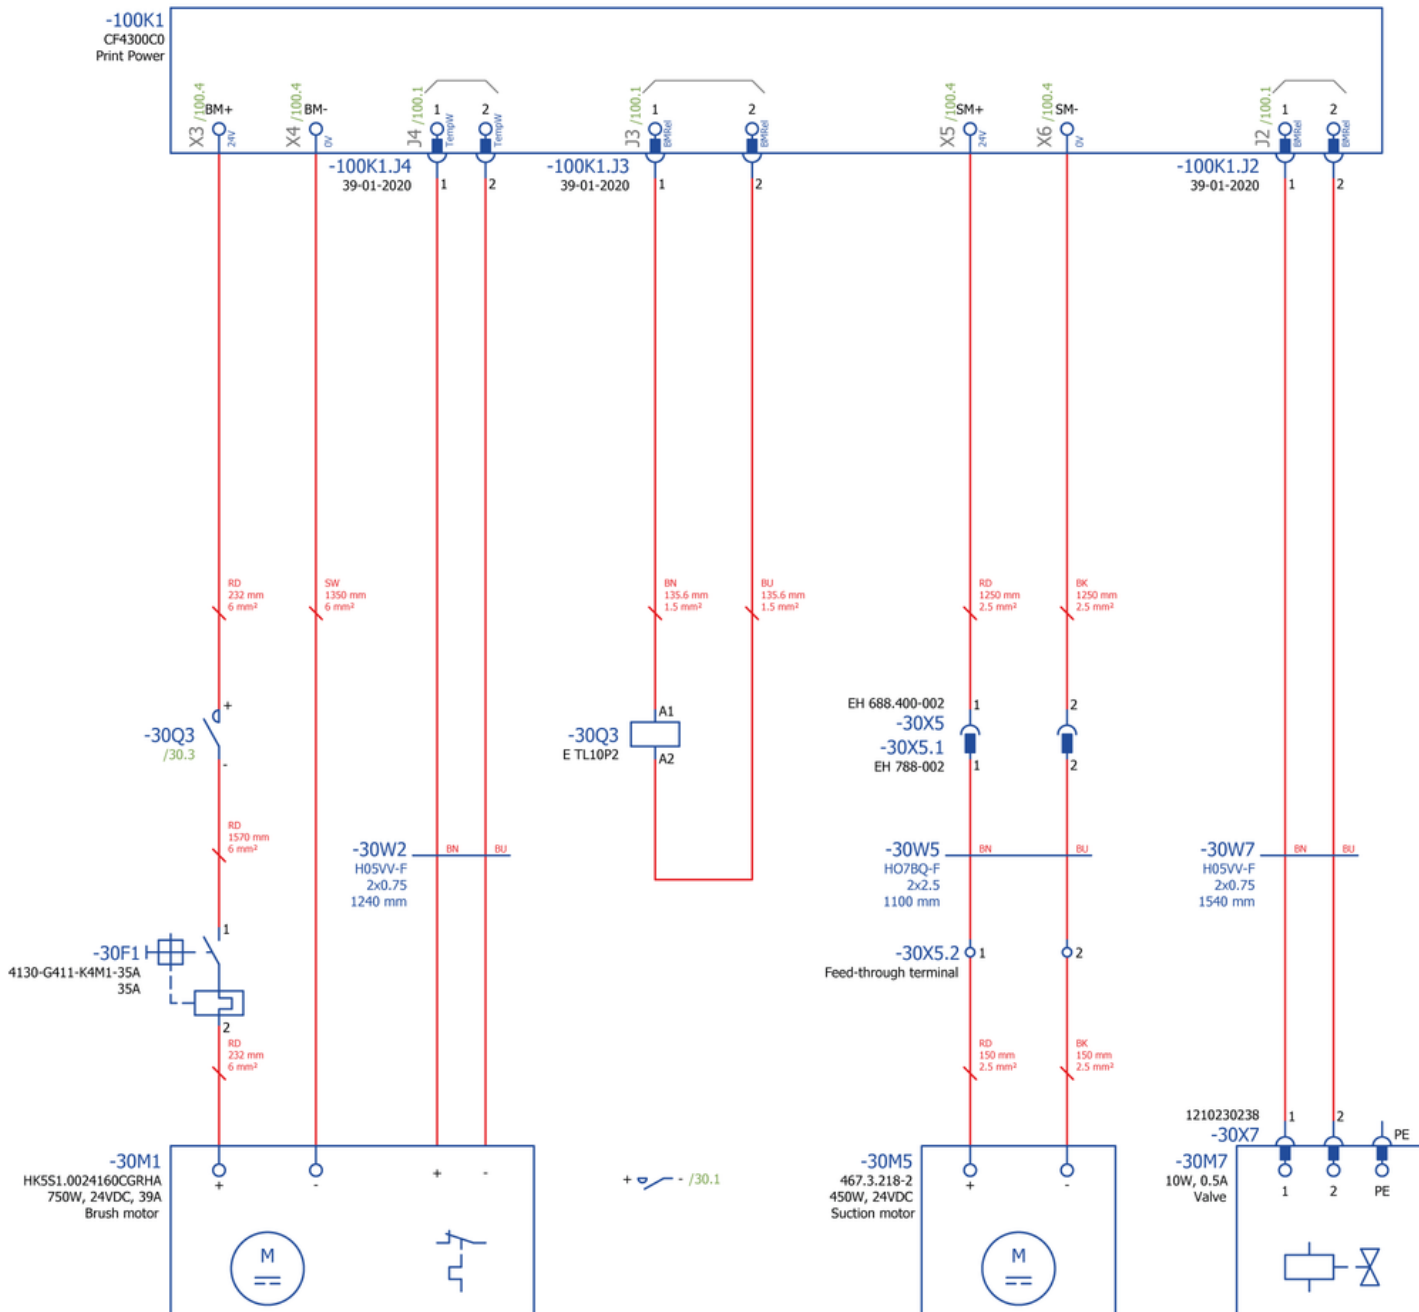 -100K1
CF4300C0
Print Power
X3 /100.4
BM+
24V
X4 /100.4
BM-
0V
J4 /100.1
1
TempW
2
TempW
J3 /100.1
1
BMRel
2
BMRel
X5 /100.4
SM+
24V
X6 /100.4
SM-
0V
J2 /100.1
1
BMRel
2
BMRel
-100K1.J4
39-01-2020
1
2
-100K1.J3
39-01-2020
1
2
-100K1.J2
39-01-2020
1
2
RD
232 mm
6 mm²
SW
1350 mm
6 mm²
BN
135.6 mm
1.5 mm²
BU
135.6 mm
1.5 mm²
RD
1250 mm
2.5 mm²
BK
1250 mm
2.5 mm²
+
-30Q3
/30.3
-
A1
-30Q3
E TL10P2
A2
EH 688.400-002
1
2
-30X5
-30X5.1
EH 788-002
1
2
RD
1570 mm
6 mm²
-30W2
H05VV-F
2x0.75
1240 mm
BN
BU
-30W5
HO7BQ-F
2x2.5
1100 mm
BN
BU
-30W7
H05VV-F
2x0.75
1540 mm
BN
BU
1
-30F1
4130-G411-K4M1-35A
35A
2
-30X5.2
Feed-through terminal
1
2
RD
232 mm
6 mm²
RD
150 mm
2.5 mm²
BK
150 mm
2.5 mm²
1210230238
-30X7
1
2
PE
-30M1
HK5S1.0024160CGRHA
750W, 24VDC, 39A
Brush motor
+
-
+
-
M
+ - /30.1
-30M5
467.3.218-2
450W, 24VDC
Suction motor
+
-
M
-30M7
10W, 0.5A
Valve
1
2
PE